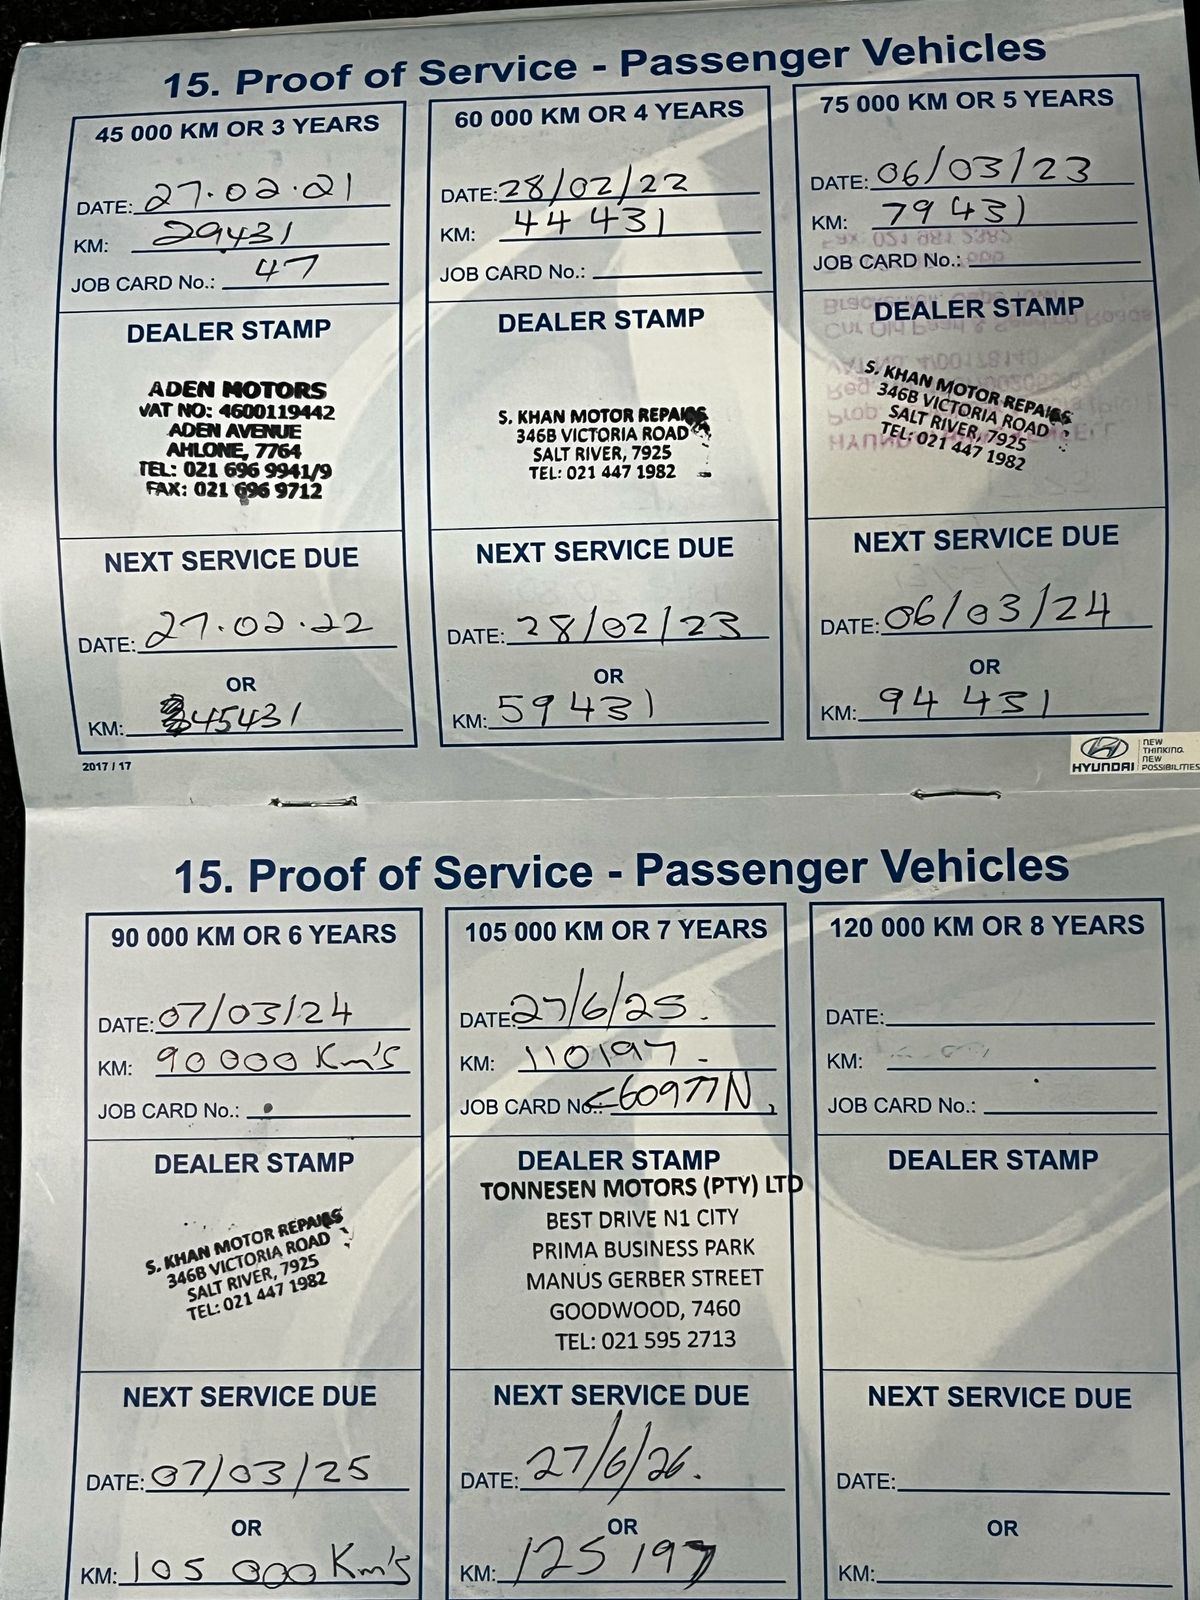 15. Proof of Service - Passenger Vehicles
45 000 KM OR 3 YEARS
DATE: 27.02.21
KM: 29431
JOB CARD No.: 47
DEALER STAMP
ADEN MOTORS
VAT NO: 4600119442
ADEN AVENUE
AHLONE, 7764
TEL: 021 696 9941/9
FAX: 021 696 9712
NEXT SERVICE DUE
DATE: 27.02.22
OR
KM: 45431
2017 / 17
60 000 KM OR 4 YEARS
DATE: 28/02/22
KM: 44 431
JOB CARD No.:
DEALER STAMP
S. KHAN MOTOR REPAIRS
346B VICTORIA ROAD
SALT RIVER, 7925
TEL: 021 447 1982
NEXT SERVICE DUE
DATE: 28/02/23
OR
KM: 59431
75 000 KM OR 5 YEARS
DATE: 06/03/23
KM: 79 431
JOB CARD No.:
DEALER STAMP
S. KHAN MOTOR REPAIRS
346B VICTORIA ROAD
SALT RIVER, 7925
TEL: 021 447 1982
NEXT SERVICE DUE
DATE: 06/03/24
OR
KM: 94 431
HYUNDAI
NEW
THINKING.
NEW
POSSIBILITIES.
15. Proof of Service - Passenger Vehicles
90 000 KM OR 6 YEARS
DATE: 07/03/24
KM: 90 000 Km's
JOB CARD No.:
DEALER STAMP
S. KHAN MOTOR REPAIRS
346B VICTORIA ROAD
SALT RIVER, 7925
TEL: 021 447 1982
NEXT SERVICE DUE
DATE: 07/03/25
OR
KM: 105 000 Km's
105 000 KM OR 7 YEARS
DATE: 27/6/25.
KM: 110197.
JOB CARD No.:
DEALER STAMP
TONNESEN MOTORS (PTY) LTD
BEST DRIVE N1 CITY
PRIMA BUSINESS PARK
MANUS GERBER STREET
GOODWOOD, 7460
TEL: 021 595 2713
NEXT SERVICE DUE
DATE: 27/6/26.
OR
KM: 125 197
120 000 KM OR 8 YEARS
DATE:
KM:
JOB CARD No.:
DEALER STAMP
NEXT SERVICE DUE
DATE:
OR
KM: